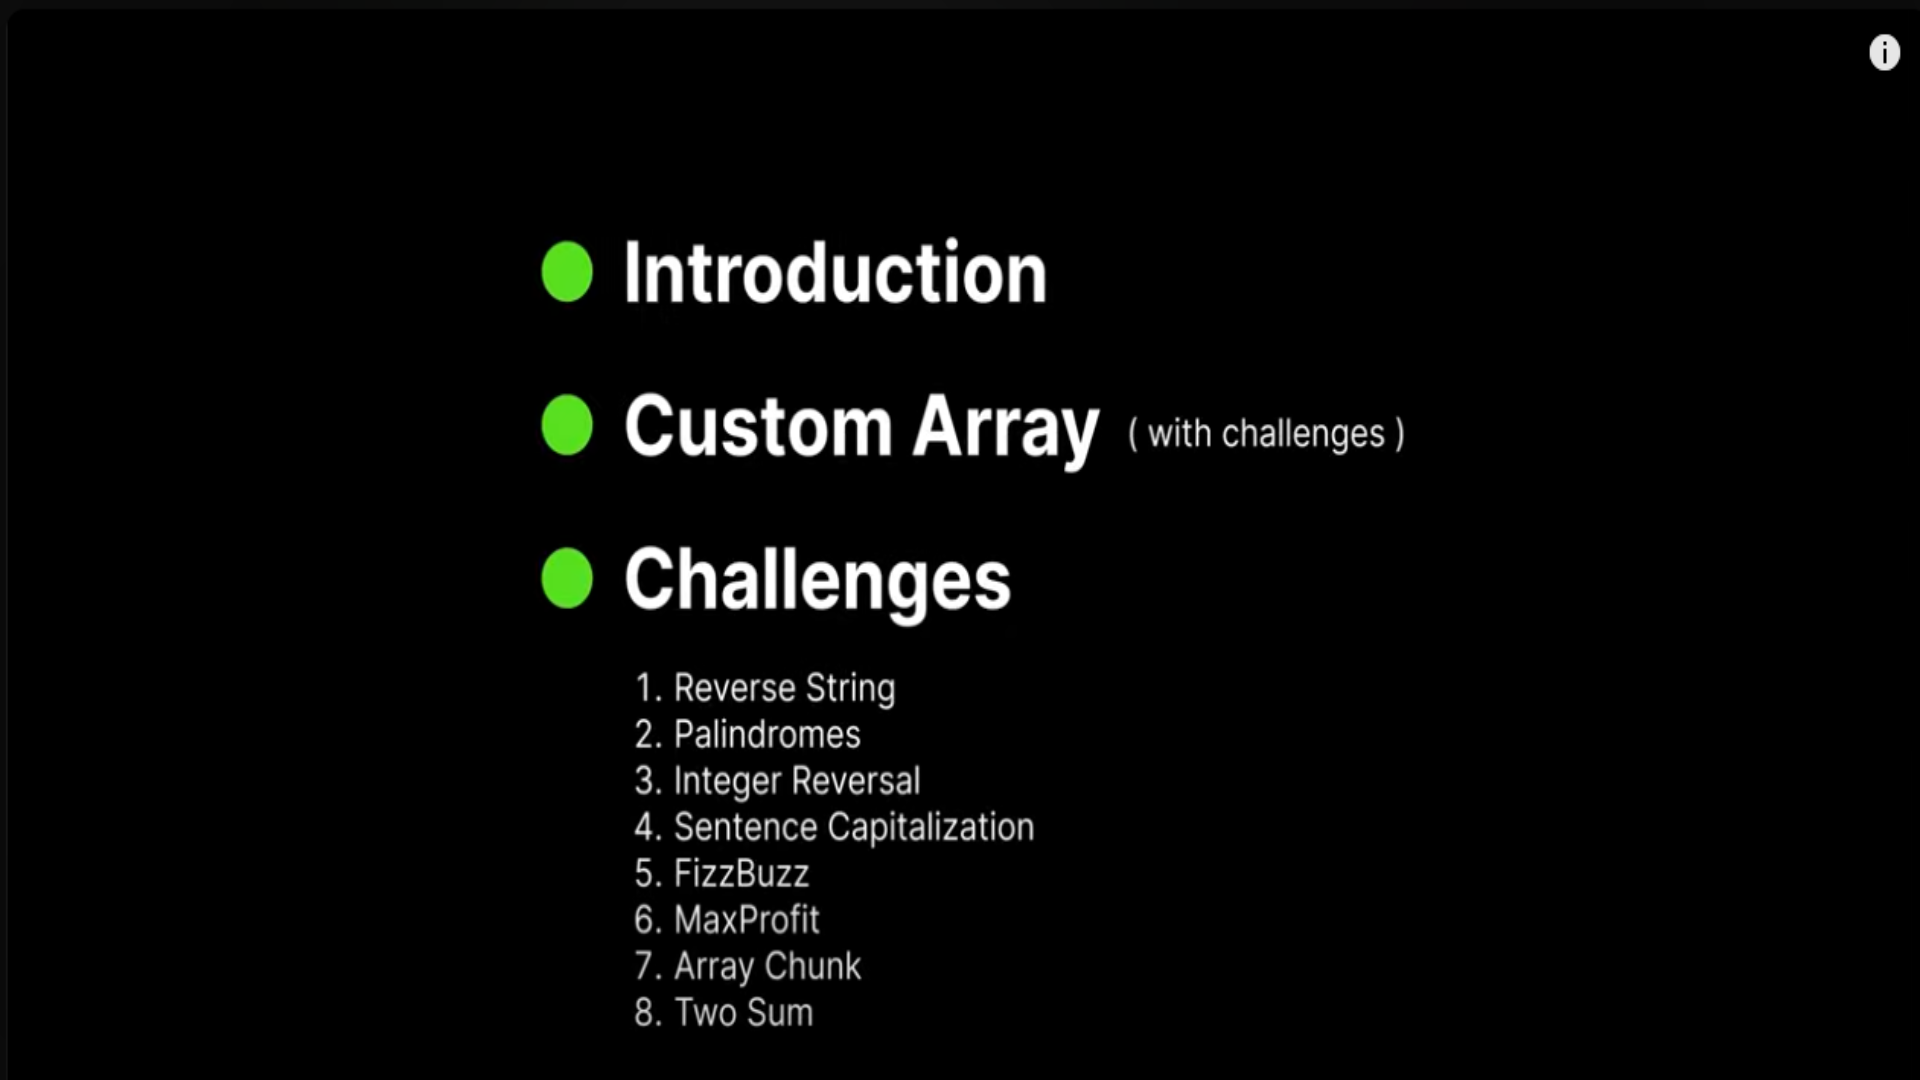 Introduction
Custom Array ( with challenges )
Challenges
1. Reverse String
2. Palindromes
3. Integer Reversal
4. Sentence Capitalization
5. FizzBuzz
6. MaxProfit
7. Array Chunk
8. Two Sum